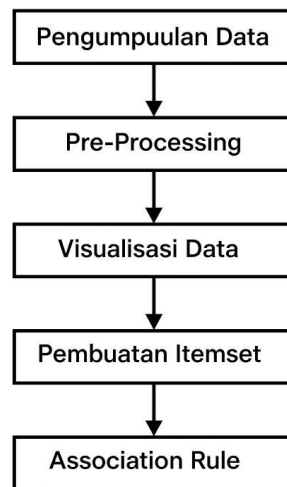 Pengumpuulan Data
Pre-Processing
Visualisasi Data
Pembuatan Itemset
Association Rule